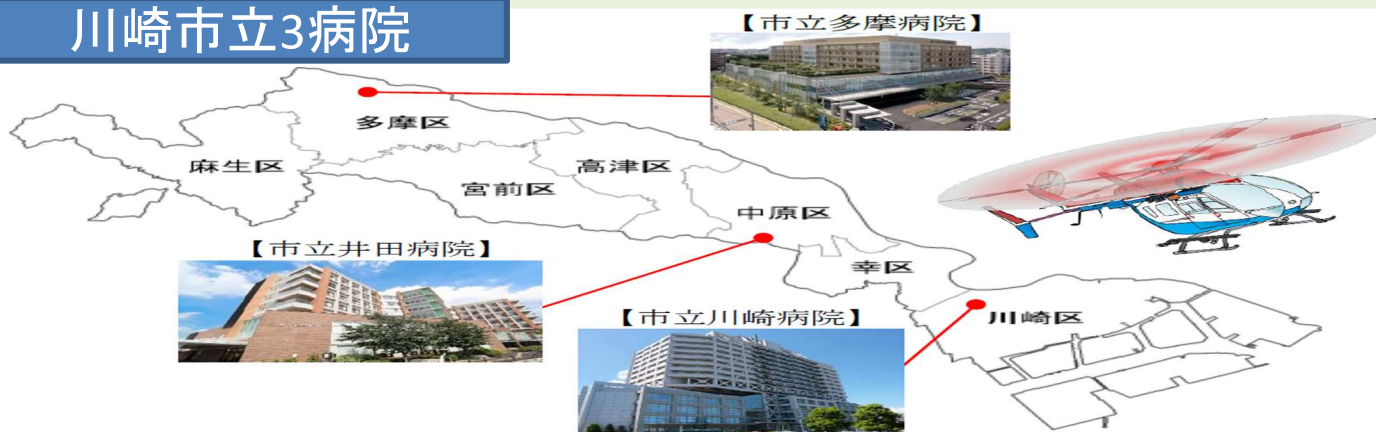 川崎市立3病院
【市立多摩病院】
多摩区
麻生区
高津区
宮前区
中原区
【市立井田病院】
幸区
【市立川崎病院】
川崎区